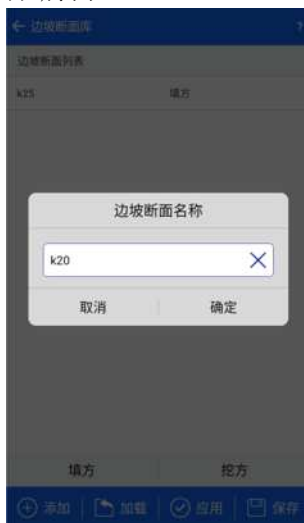 边坡断面库 ?
边坡断面列表
k25 填方
边坡断面名称
k20
取消 确定
填方 挖方
添加 加载 应用 保存